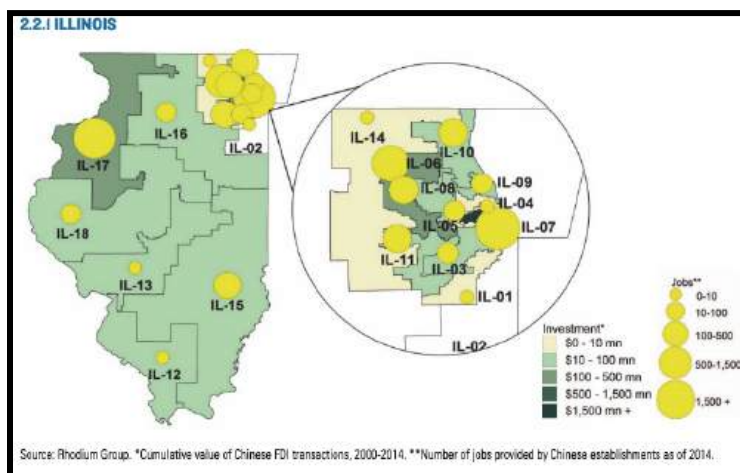 2.2.1 ILLINOIS
IL-16
IL-02
IL-17
IL-18
IL-13
IL-15
IL-12
IL-14
IL-10
IL-06
IL-09
IL-08
IL-04
IL-05
IL-07
IL-11
IL-03
IL-01
IL-02
Investment*
$0 - 10 mn
$10 - 100 mn
$100 - 500 mn
$500 - 1,500 mn
$1,500 mn +
Jobs**
0-10
10-100
100-500
500-1,500
1,500 +
Source: Rhodium Group. *Cumulative value of Chinese FDI transactions, 2000-2014. **Number of jobs provided by Chinese establishments as of 2014.